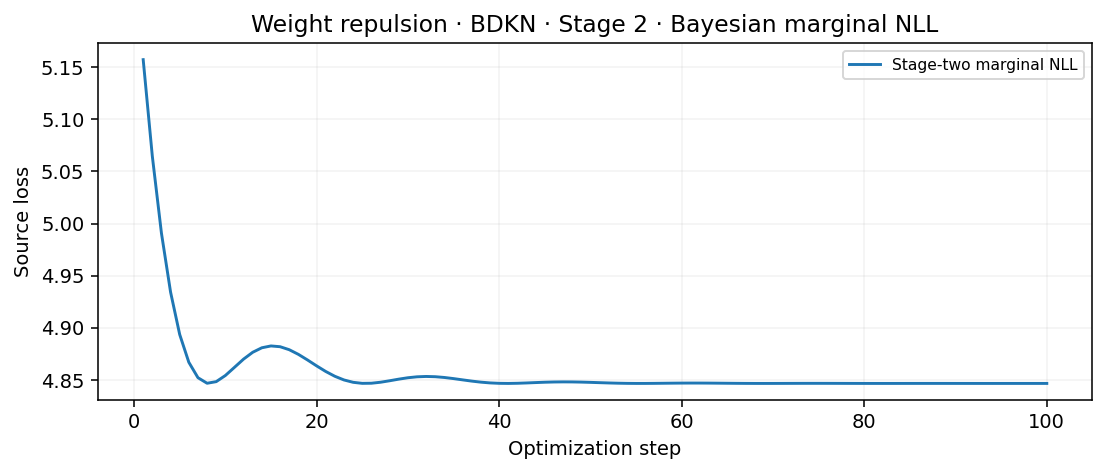 Weight repulsion · BDKN · Stage 2 · Bayesian marginal NLL
Stage-two marginal NLL
Source loss
5.15
5.10
5.05
5.00
4.95
4.90
4.85
0 20 40 60 80 100
Optimization step